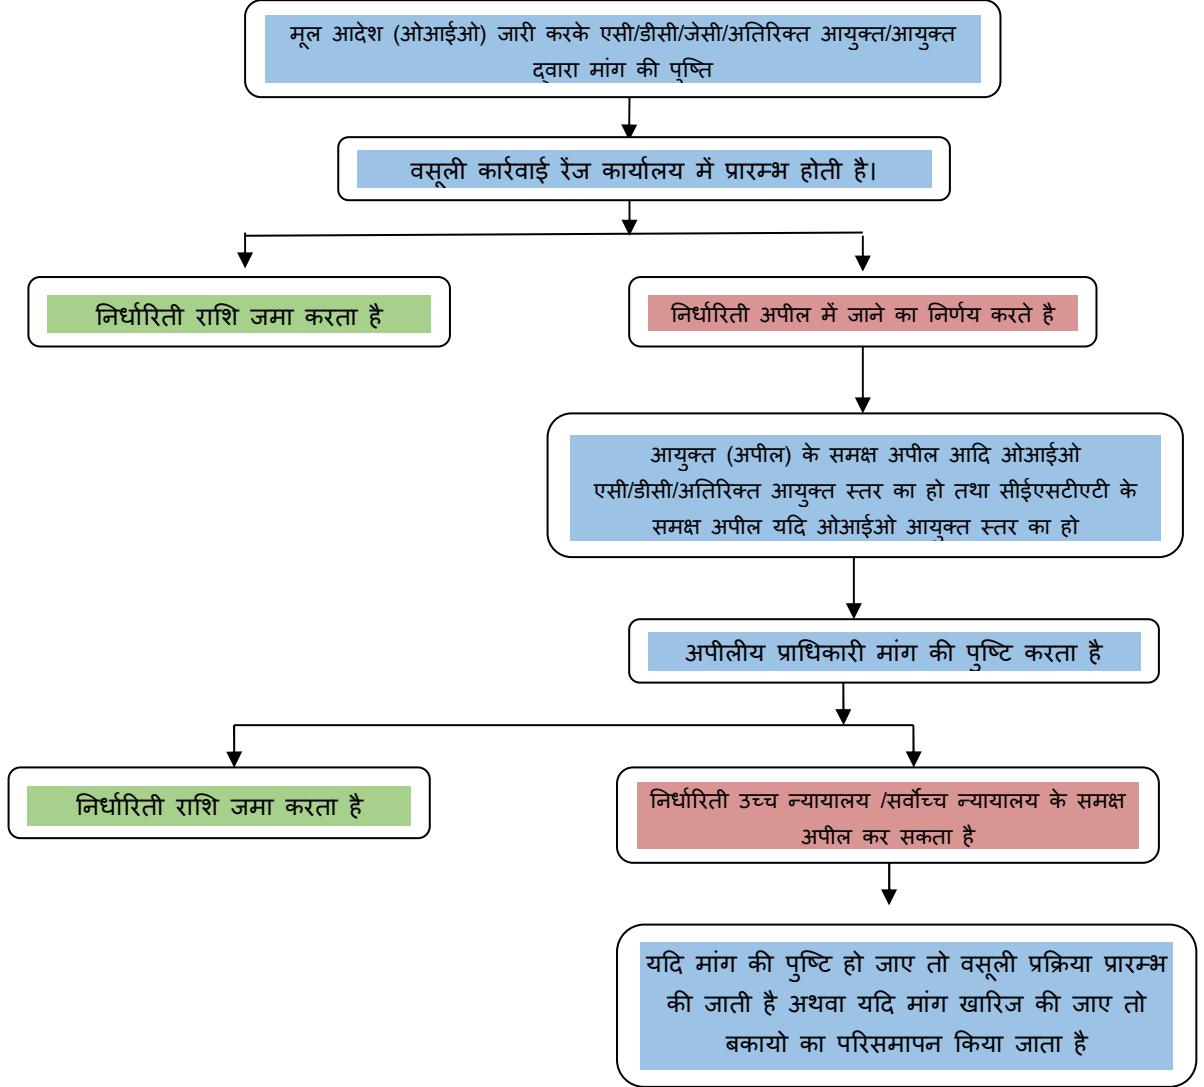 मूल आदेश (ओआईओ) जारी करके एसी/डीसी/जेसी/अतिरिक्त आयुक्त/आयुक्त
द्वारा मांग की पुष्ति
वसूली कार्रवाई रेंज कार्यालय में प्रारम्भ होती है।
निर्धारिती राशि जमा करता है
निर्धारिती अपील में जाने का निर्णय करते है
आयुक्त (अपील) के समक्ष अपील आदि ओआईओ
एसी/डीसी/अतिरिक्त आयुक्त स्तर का हो तथा सीईएसटीएटी के
समक्ष अपील यदि ओआईओ आयुक्त स्तर का हो
अपीलीय प्राधिकारी मांग की पुष्टि करता है
निर्धारिती राशि जमा करता है
निर्धारिती उच्च न्यायालय /सर्वोच्च न्यायालय के समक्ष
अपील कर सकता है
यदि मांग की पुष्टि हो जाए तो वसूली प्रक्रिया प्रारम्भ
की जाती है अथवा यदि मांग खारिज की जाए तो
बकायो का परिसमापन किया जाता है